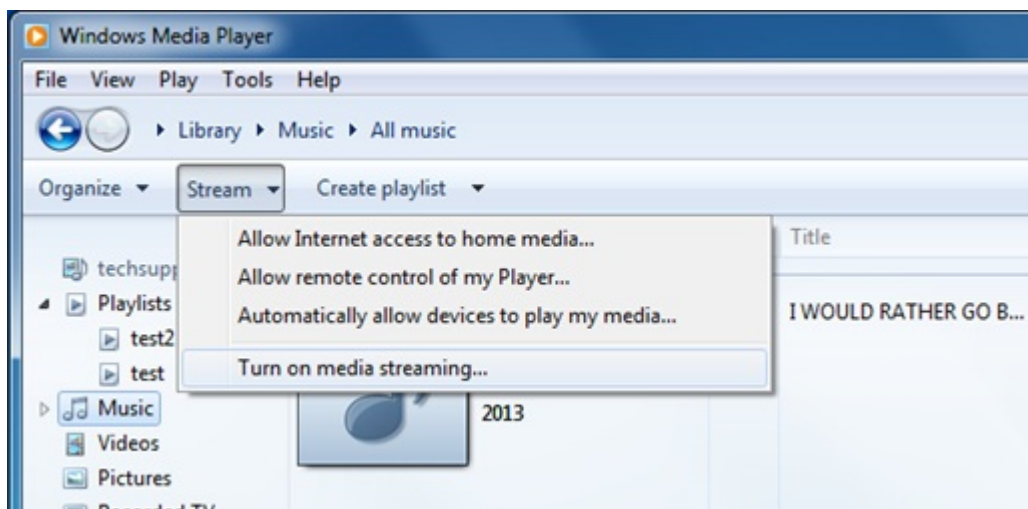 Windows Media Player
File View Play Tools Help
Library Music All music
Organize Stream Create playlist
Allow Internet access to home media...
Allow remote control of my Player...
Automatically allow devices to play my media...
Turn on media streaming...
Title
Playlists
test2
test
Music
Videos
Pictures
I WOULD RATHER GO B...
2013